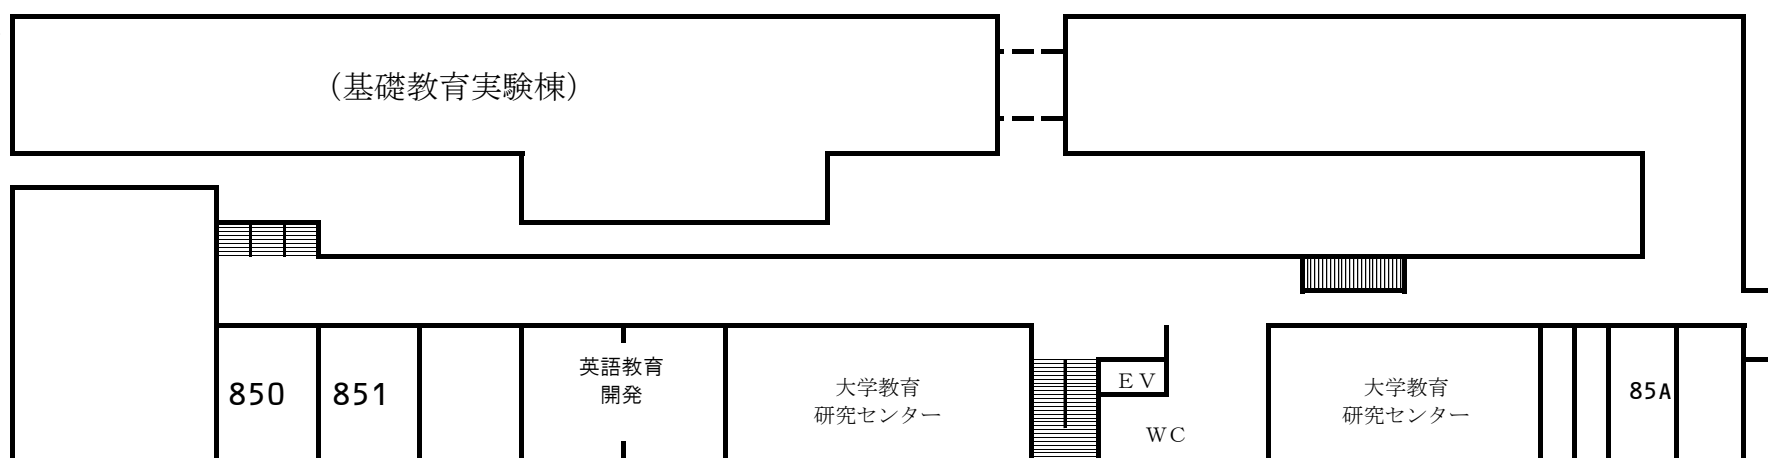 （基礎教育実験棟）
850
851
英語教育
開発
大学教育
研究センター
EV
WC
大学教育
研究センター
85A